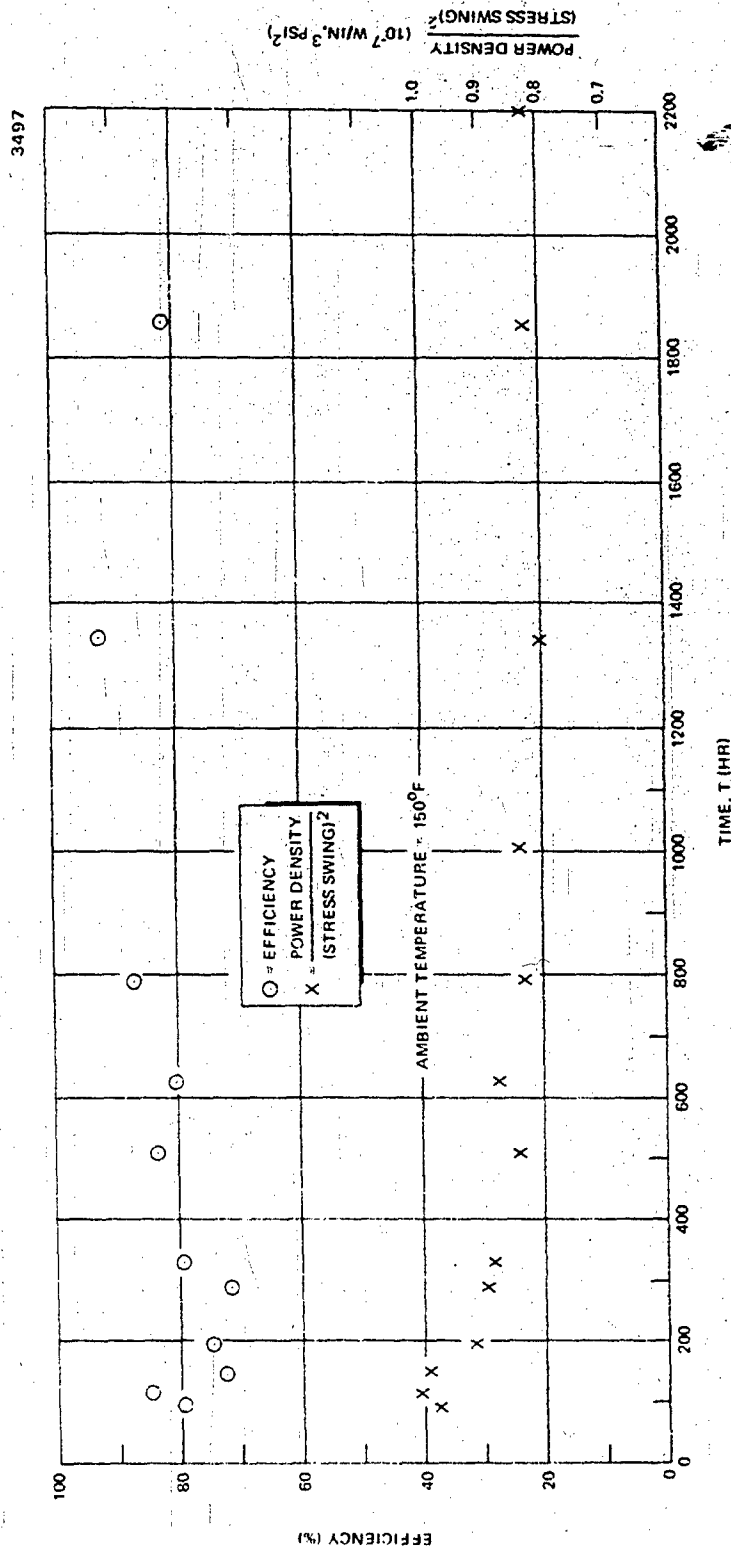 3497
EFFICIENCY (%)
100
80
60
40
20
0
⊙ = EFFICIENCY
X = POWER DENSITY
(STRESS SWING)²
AMBIENT TEMPERATURE = 150⁰F
0
200
400
600
800
1000
1200
1400
1600
1800
2000
2200
TIME, T (HR)
1.0
0.9
0.8
0.7
POWER DENSITY
(STRESS SWING)²
(10⁻⁷ W/IN.³ PSI²)